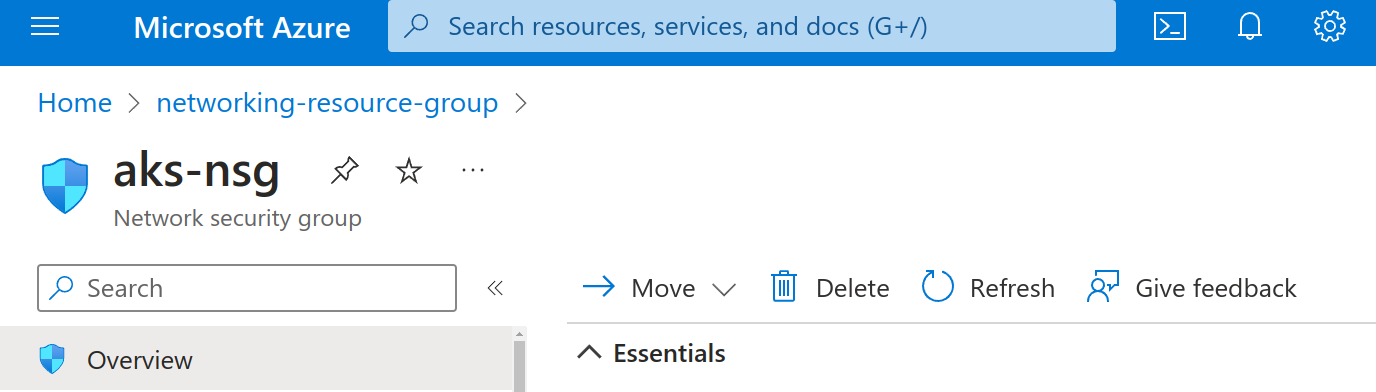 Microsoft Azure
Search resources, services, and docs (G+/)
Home > networking-resource-group >
aks-nsg
Network security group
Search
Move
Delete
Refresh
Give feedback
Overview
Essentials